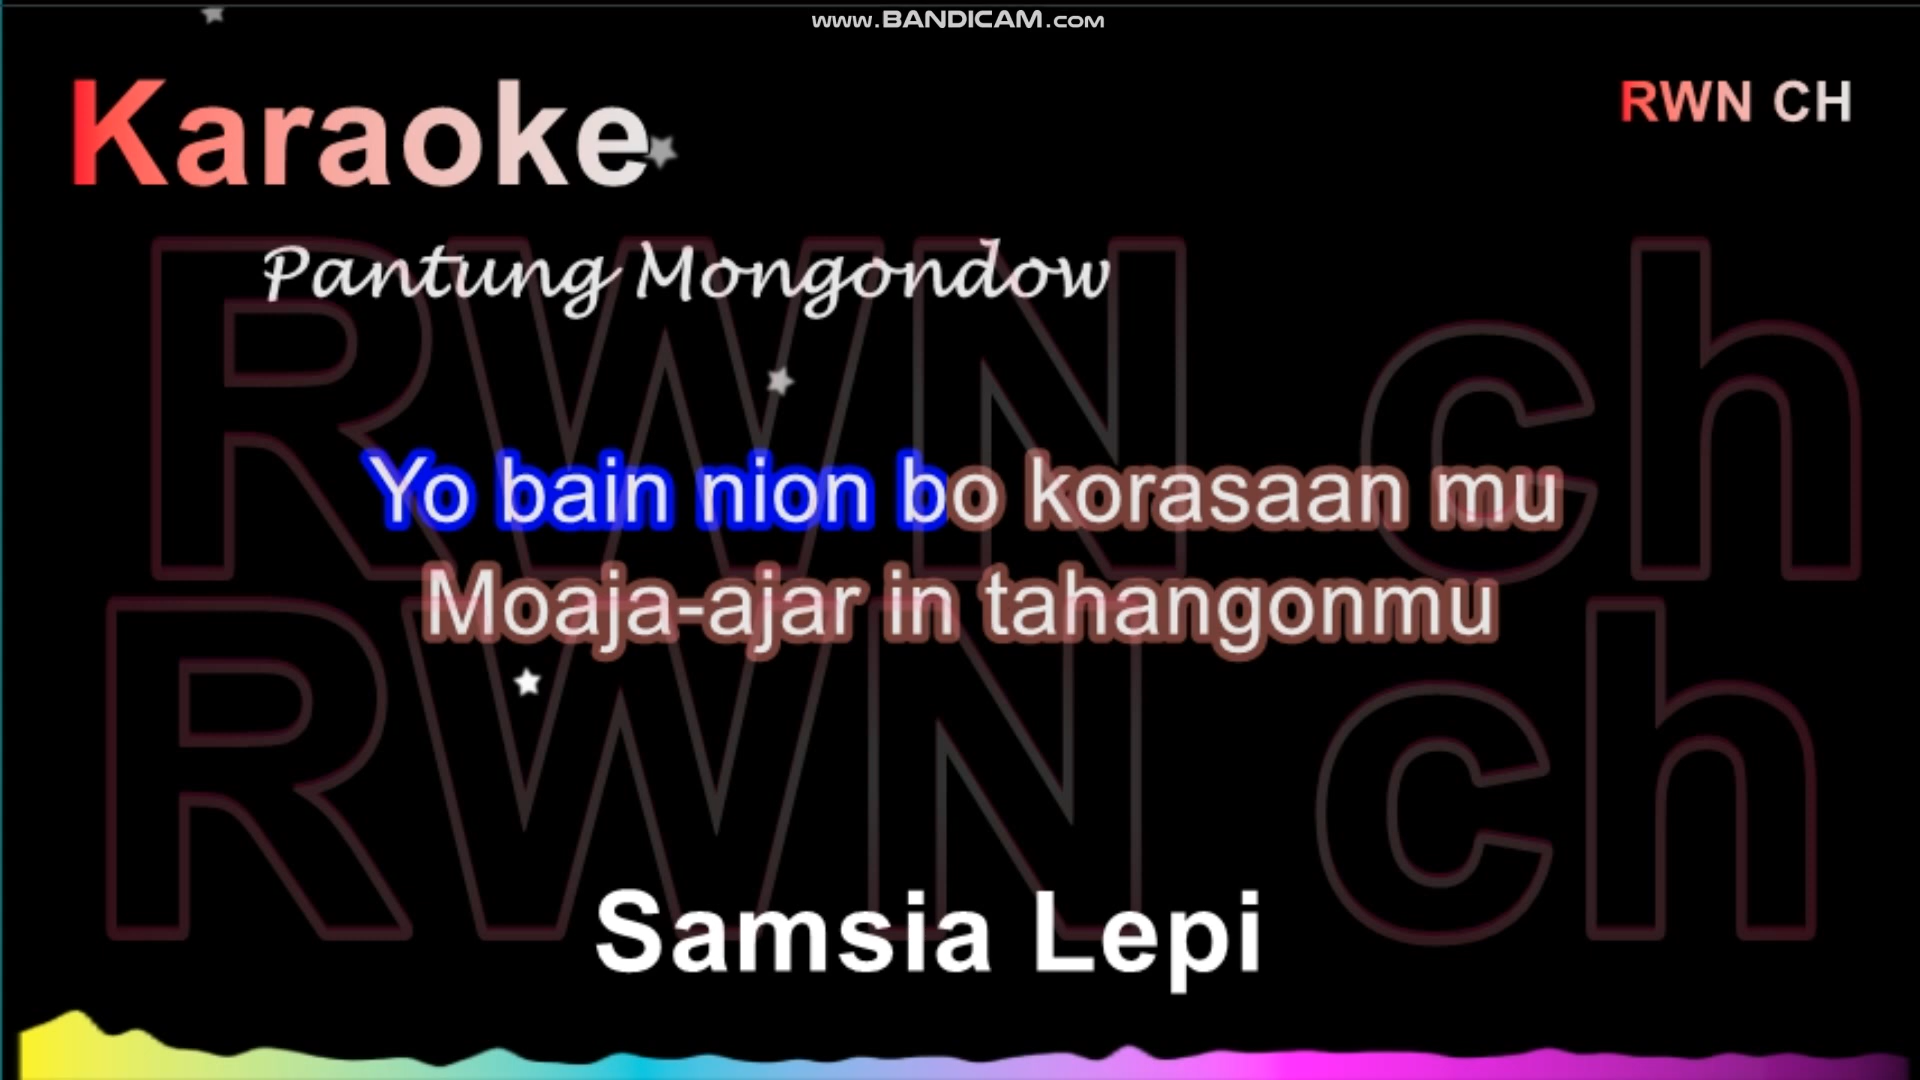 www.BANDICAM.com
Karaoke
RWN CH
Pantung Mongondow
RWN ch
Yo bain nion bo korasaan mu
Moaja-ajar in tahangonmu
RWN ch
Samsia Lepi